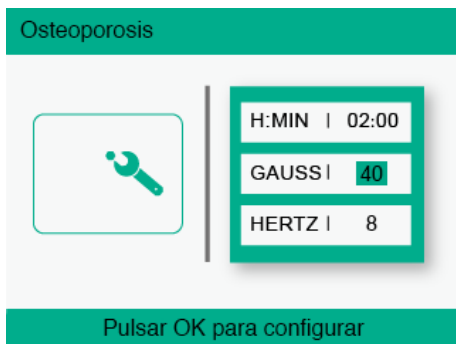 Osteoporosis
H:MIN | 02:00
GAUSS | 40
HERTZ | 8
Pulsar OK para configurar